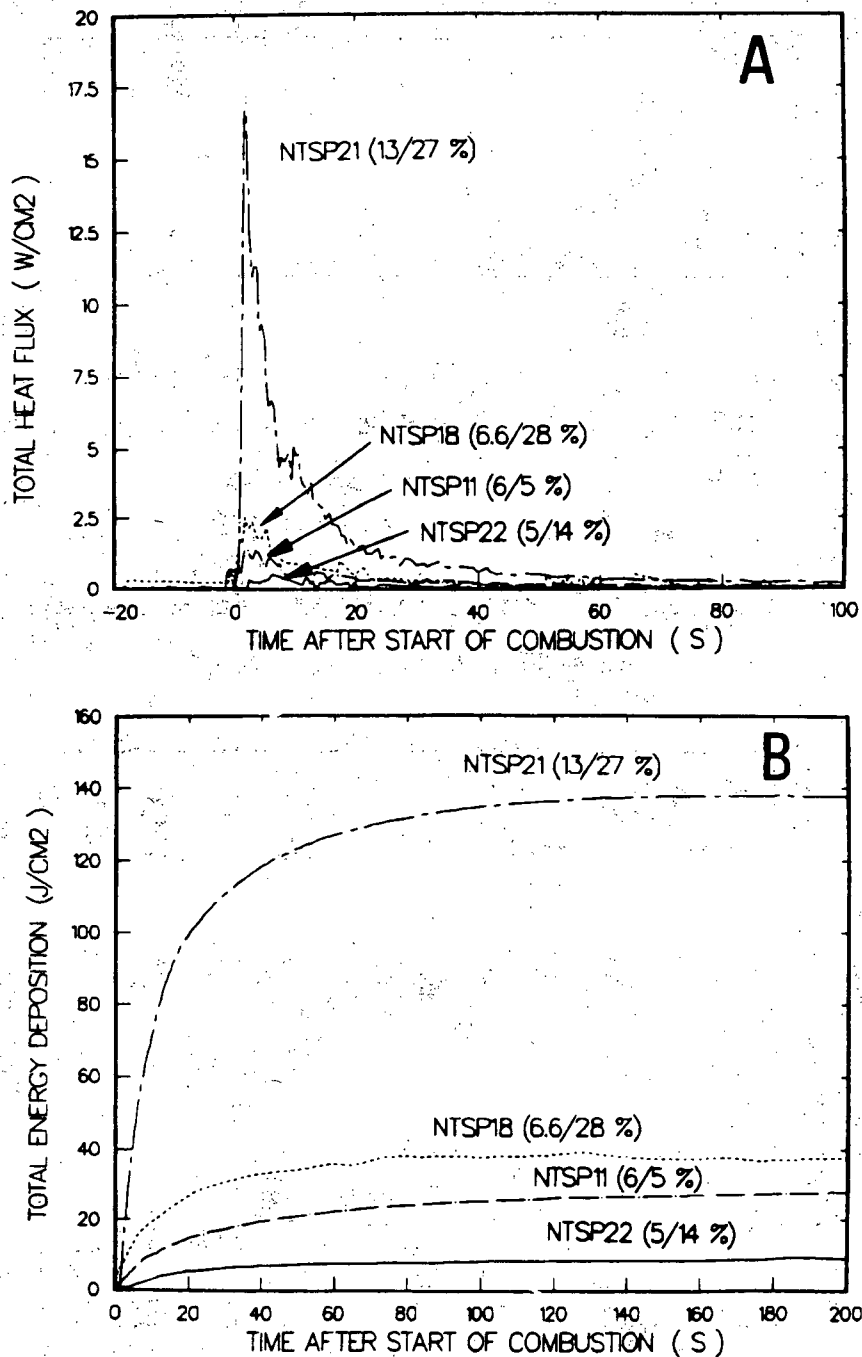 A
20
17.5
15
12.5
10
7.5
5
2.5
0
TOTAL HEAT FLUX ( W/CM2)
NTSP21 (13/27 %)
NTSP18 (6.6/28 %)
NTSP11 (6/5 %)
NTSP22 (5/14 %)
-20 0 20 40 60 80 100
TIME AFTER START OF COMBUSTION ( S )
B
160
140
120
100
80
60
40
20
0
TOTAL ENERGY DEPOSITION (J/CM2)
NTSP21 (13/27 %)
NTSP18 (6.6/28 %)
NTSP11 (6/5 %)
NTSP22 (5/14 %)
0 20 40 60 80 100 120 140 160 180 200
TIME AFTER START OF COMBUSTION ( S )